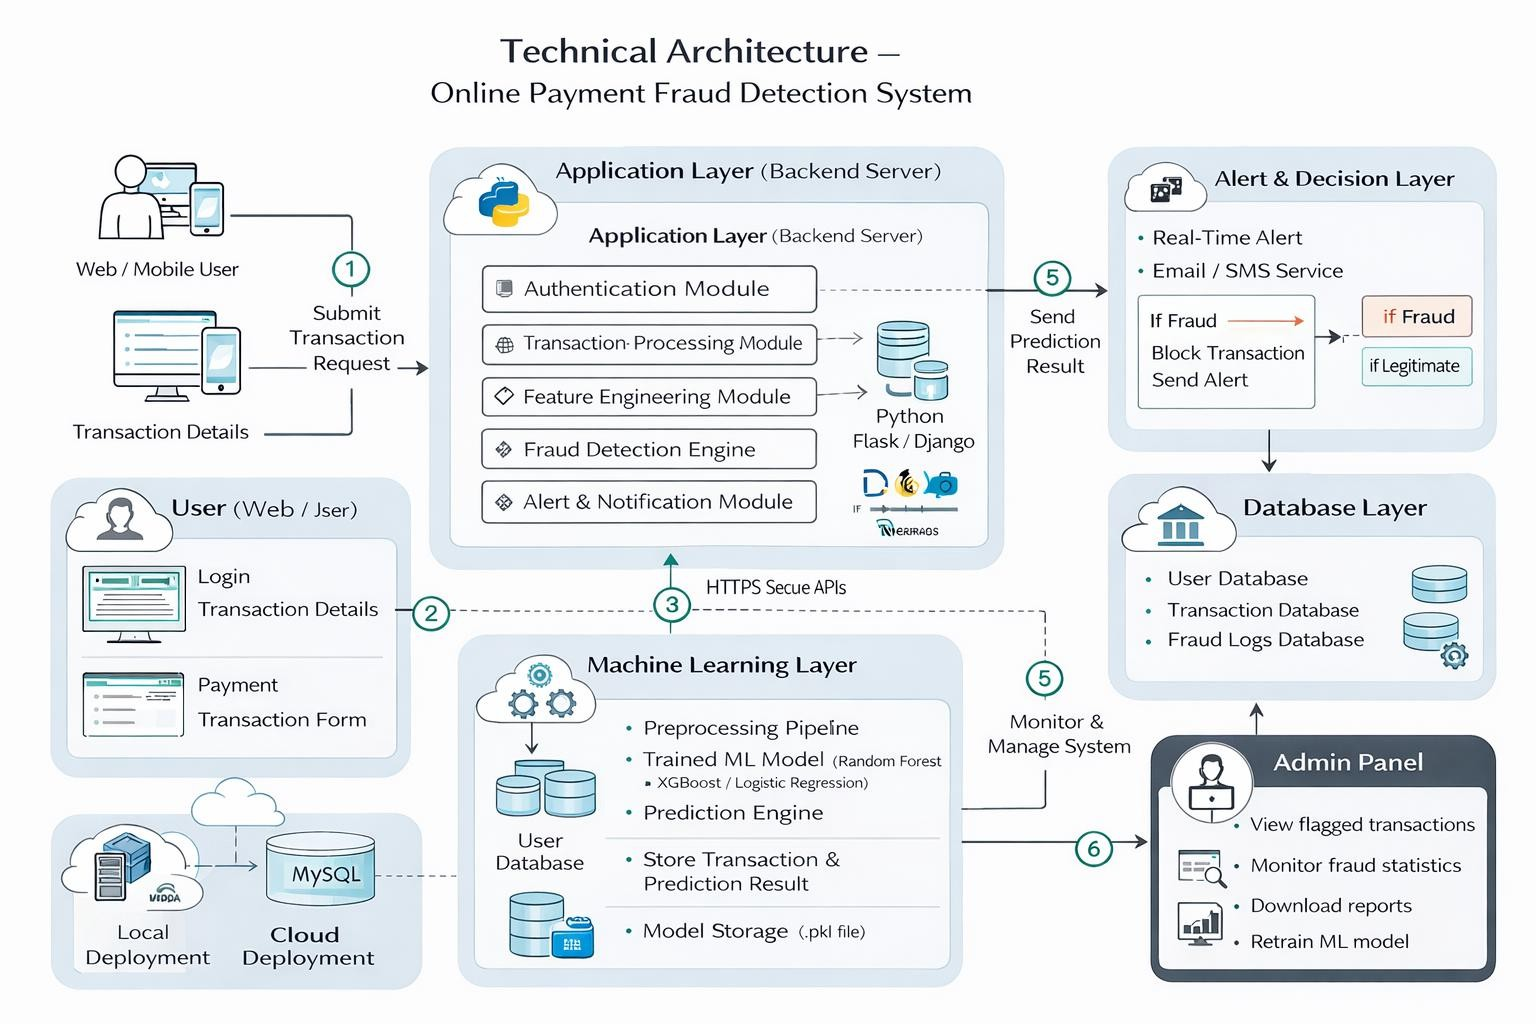 Technical Architecture —
Online Payment Fraud Detection System
Web / Mobile User
1
Submit
Transaction
Request
Transaction Details
Application Layer (Backend Server)
Application Layer (Backend Server)
Authentication Module
Transaction- Processing Module
Feature Engineering Module
Fraud Detection Engine
Alert & Notification Module
Python
Flask / Django
IF
5
Send
Prediction
Result
Alert & Decision Layer
• Real-Time Alert
• Email / SMS Service
If Fraud
Block Transaction
Send Alert
if Fraud
if Legitimate
User (Web / Jser)
Login
Transaction Details
Payment
Transaction Form
2
3
HTTPS Secue APIs
Database Layer
• User Database
• Transaction Database
• Fraud Logs Database
Machine Learning Layer
• Preprocessing Pipeline
• Trained ML Model (Random Forest
▪ XGBoost / Logistic Regression)
• Prediction Engine
• Store Transaction &
Prediction Result
• Model Storage (.pkl file)
User
Database
5
Monitor &
Manage System
6
Admin Panel
• View flagged transactions
• Monitor fraud statistics
• Download reports
• Retrain ML model
MySQL
Local
Deployment
Cloud
Deployment